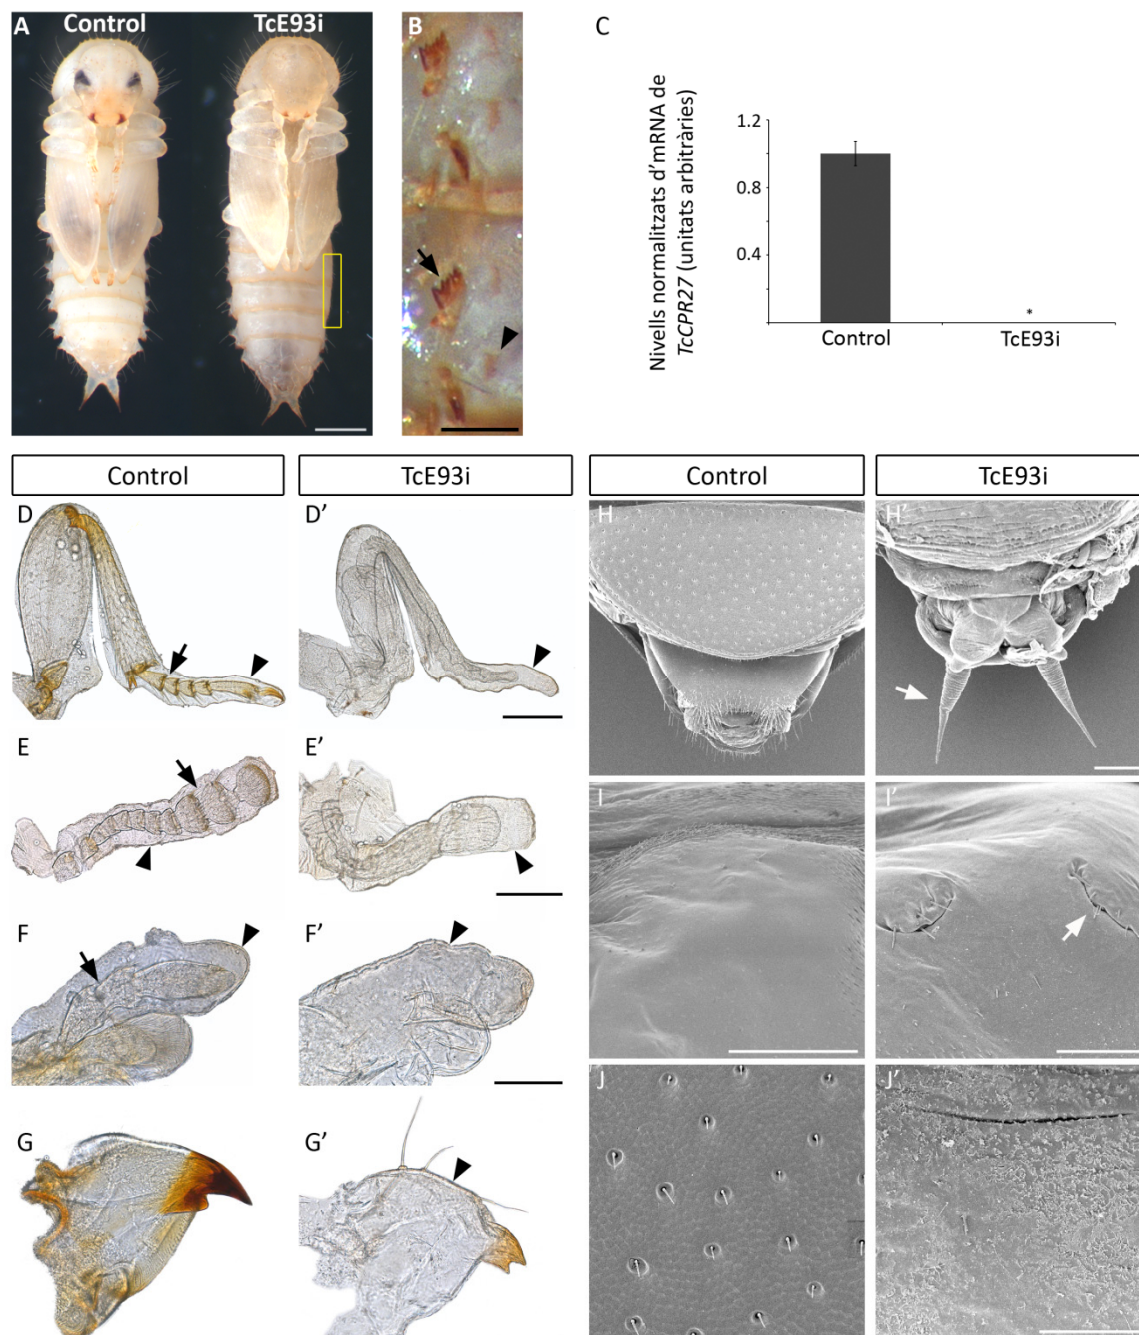 A Control TcE93i
B
C
Nivells normalitzats d'mRNA de
TcCPR27 (unitats arbitràries)
1.2
0.8
0.4
*
Control TcE93i
Control TcE93i
Control TcE93i
D D'
E E'
F F'
G G'
H H'
I I'
J J'